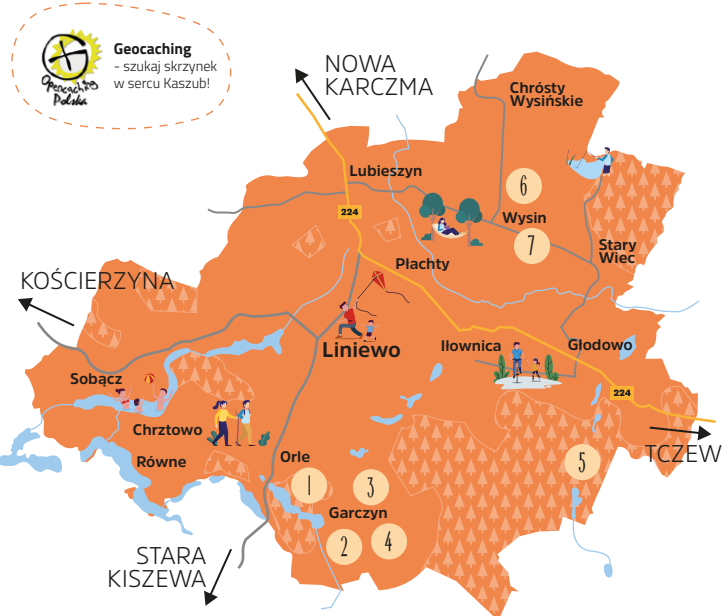 Geocaching
- szukaj skrzynek
w sercu Kaszub!
Opencaching
Polska
NOWA
KARCZMA
Chrósty
Wysińskie
Lubieszyn
6
224
Wysin
7
Stary
Wiec
Płachty
KOŚCIERZYNA
Liniewo
Iłownica
Głodowo
Sobącz
224
Chrztowo
TCZEW
Równe
Orle
5
1
3
Garczyn
2
4
STARA
KISZEWA